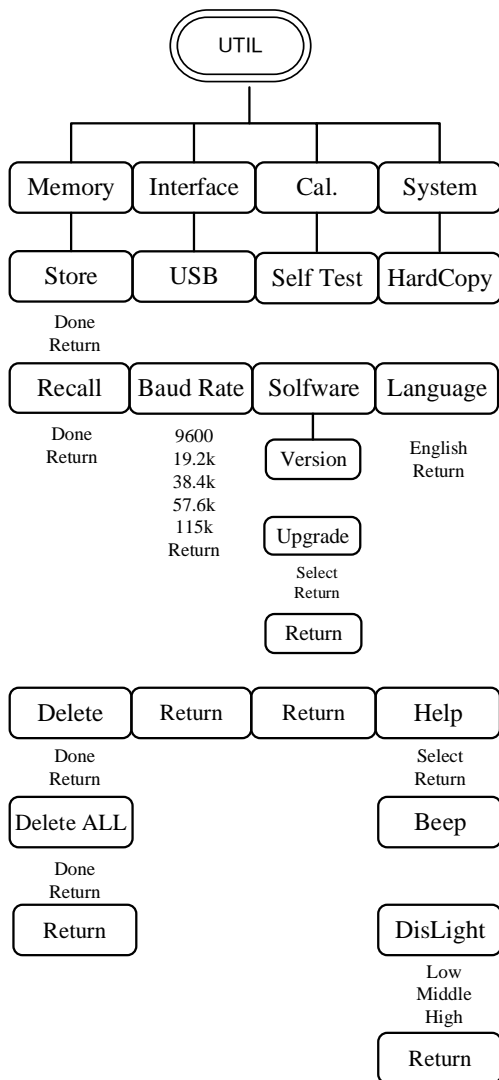 UTIL
Memory Interface Cal. System
Store USB Self Test HardCopy
Done
Return
Recall Baud Rate Solfware Language
Done
Return
9600
19.2k
38.4k
57.6k
115k
Return
Version
Upgrade
Select
Return
Return
English
Return
Delete Return Return Help
Done
Return
Select
Return
Delete ALL Beep
Done
Return
Return DisLight
Low
Middle
High
Return